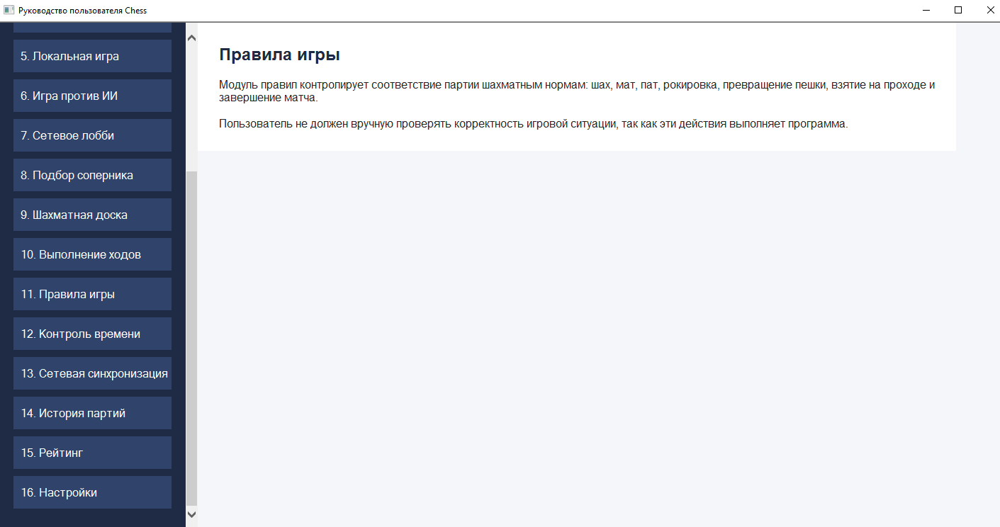 Руководство пользователя Chess
5. Локальная игра
6. Игра против ИИ
7. Сетевое лобби
8. Подбор соперника
9. Шахматная доска
10. Выполнение ходов
11. Правила игры
12. Контроль времени
13. Сетевая синхронизация
14. История партий
15. Рейтинг
16. Настройки
Правила игры
Модуль правил контролирует соответствие партии шахматным нормам: шах, мат, пат, рокировка, превращение пешки, взятие на проходе и
завершение матча.
Пользователь не должен вручную проверять корректность игровой ситуации, так как эти действия выполняет программа.